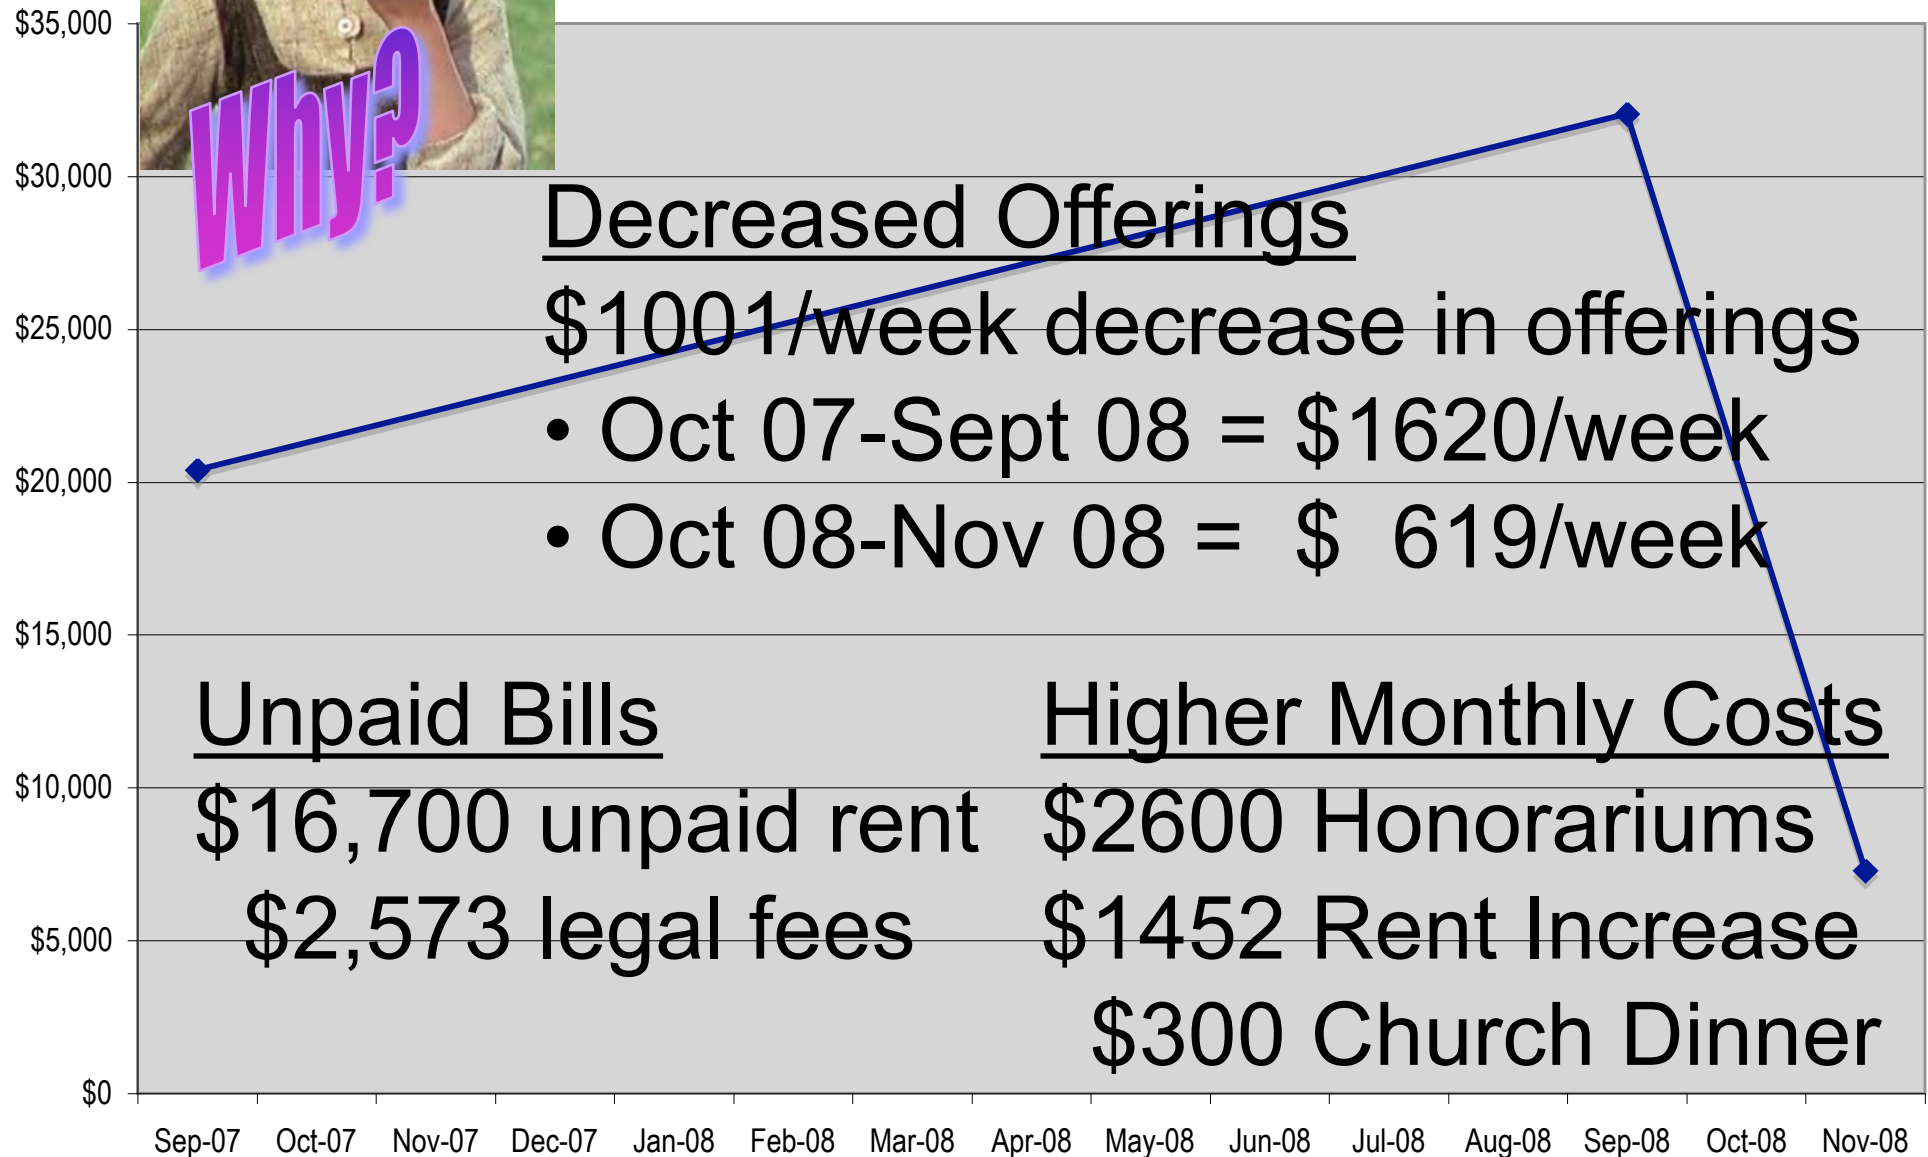 Why?
$35,000
$30,000
$25,000
$20,000
$15,000
$10,000
$5,000
$0
Decreased Offerings
$1001/week decrease in offerings
• Oct 07-Sept 08 = $1620/week
• Oct 08-Nov 08 = $ 619/week
Unpaid Bills
$16,700 unpaid rent
$2,573 legal fees
Higher Monthly Costs
$2600 Honorariums
$1452 Rent Increase
$300 Church Dinner
Sep-07 Oct-07 Nov-07 Dec-07 Jan-08 Feb-08 Mar-08 Apr-08 May-08 Jun-08 Jul-08 Aug-08 Sep-08 Oct-08 Nov-08